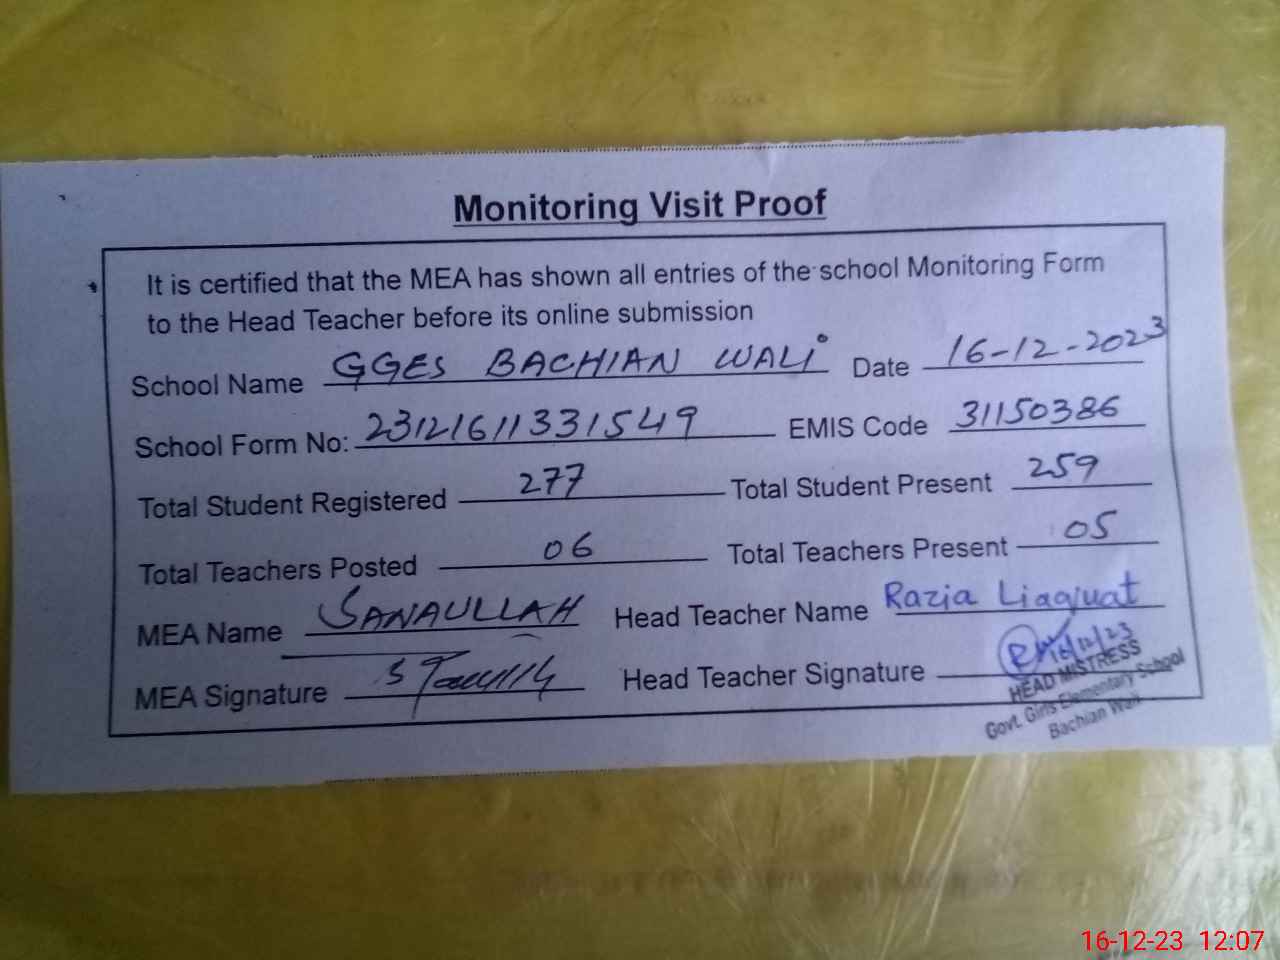 Monitoring Visit Proof
It is certified that the MEA has shown all entries of the school Monitoring Form
to the Head Teacher before its online submission
School Name GGES BACHIAN WALI Date 16-12-2023
School Form No: 23121611331549 EMIS Code 31150386
Total Student Registered 277 Total Student Present 259
Total Teachers Posted 06 Total Teachers Present 05
MEA Name SANAULLAH Head Teacher Name Razia Liaquat
MEA Signature Head Teacher Signature
16/12/23
HEAD MISTRESS
Govt. Girls Elementary School
Bachian Wali
16-12-23 12:07